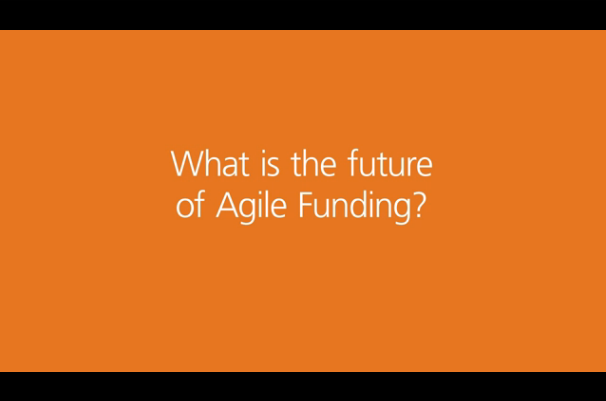 What is the future
of Agile Funding?